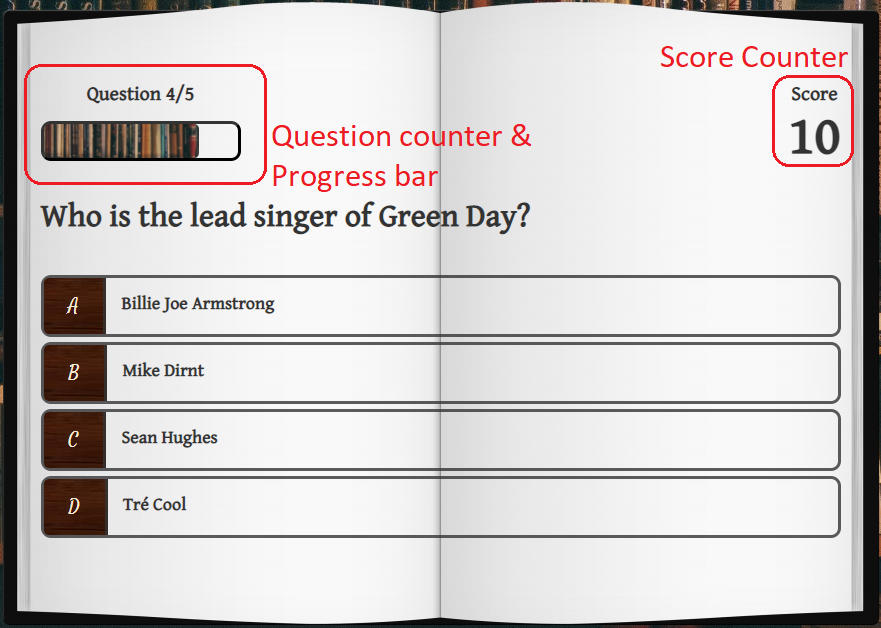 Score Counter
Question 4/5
Score
10
Question counter &
Progress bar
Who is the lead singer of Green Day?
A Billie Joe Armstrong
B Mike Dirnt
C Sean Hughes
D Tré Cool